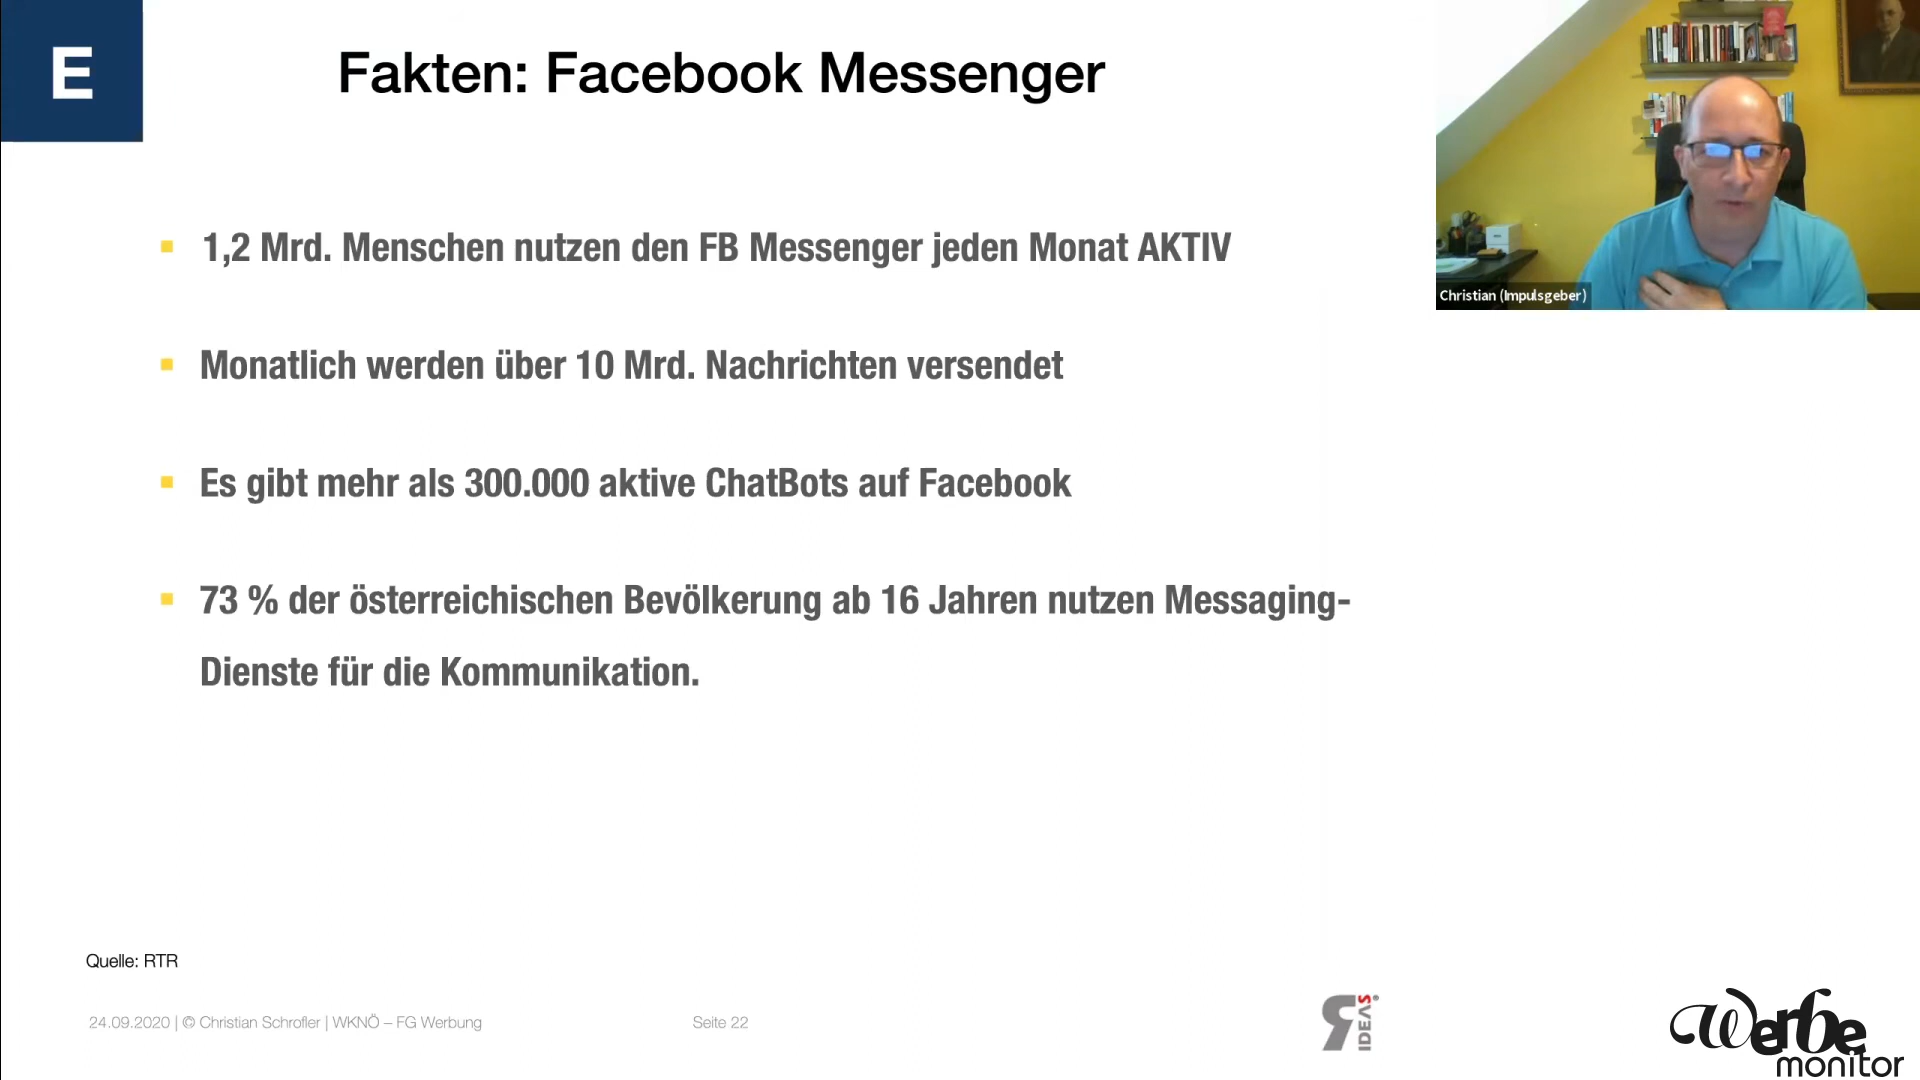 E
Fakten: Facebook Messenger
1,2 Mrd. Menschen nutzen den FB Messenger jeden Monat AKTIV
Monatlich werden über 10 Mrd. Nachrichten versendet
Es gibt mehr als 300.000 aktive ChatBots auf Facebook
73 % der österreichischen Bevölkerung ab 16 Jahren nutzen Messaging-
Dienste für die Kommunikation.
Christian (Impulsgeber)
Quelle: RTR
24.09.2020 | © Christian Schrofler | WKNÖ – FG Werbung
Seite 22
IDEAS®
Werbe
monitor